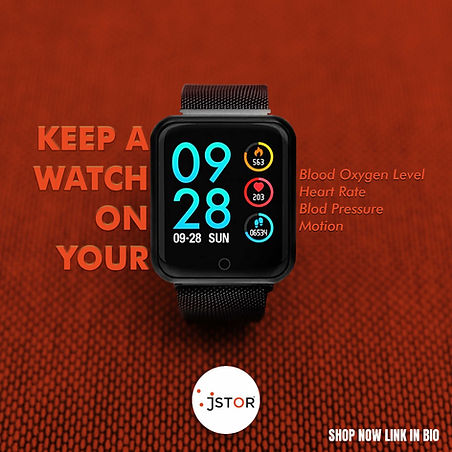 KEEP A
WATCH
ON
YOUR
09
28
09-28 SUN
563
203
06534
Blood Oxygen Level
Heart Rate
Blod Pressure
Motion
jSTOR
SHOP NOW LINK IN BIO